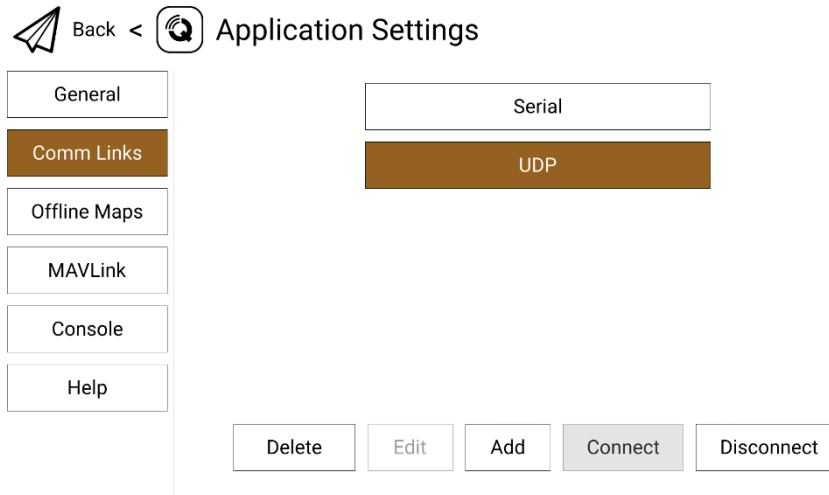 Back < Application Settings
General
Comm Links
Offline Maps
MAVLink
Console
Help
Serial
UDP
Delete Edit Add Connect Disconnect